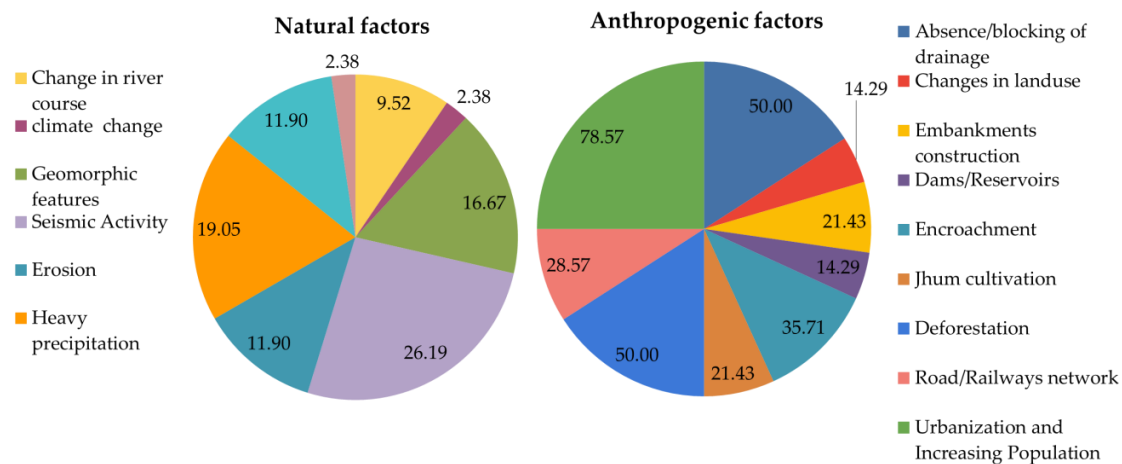 Natural factors
Change in river
course
climate change
Geomorphic
features
Seismic Activity
Erosion
Heavy
precipitation
2.38
9.52
2.38
11.90
16.67
19.05
11.90
26.19
Anthropogenic factors
50.00
14.29
78.57
21.43
28.57
14.29
35.71
50.00
21.43
Absence/blocking of
drainage
Changes in landuse
Embankments
construction
Dams/Reservoirs
Encroachment
Jhum cultivation
Deforestation
Road/Railways network
Urbanization and
Increasing Population